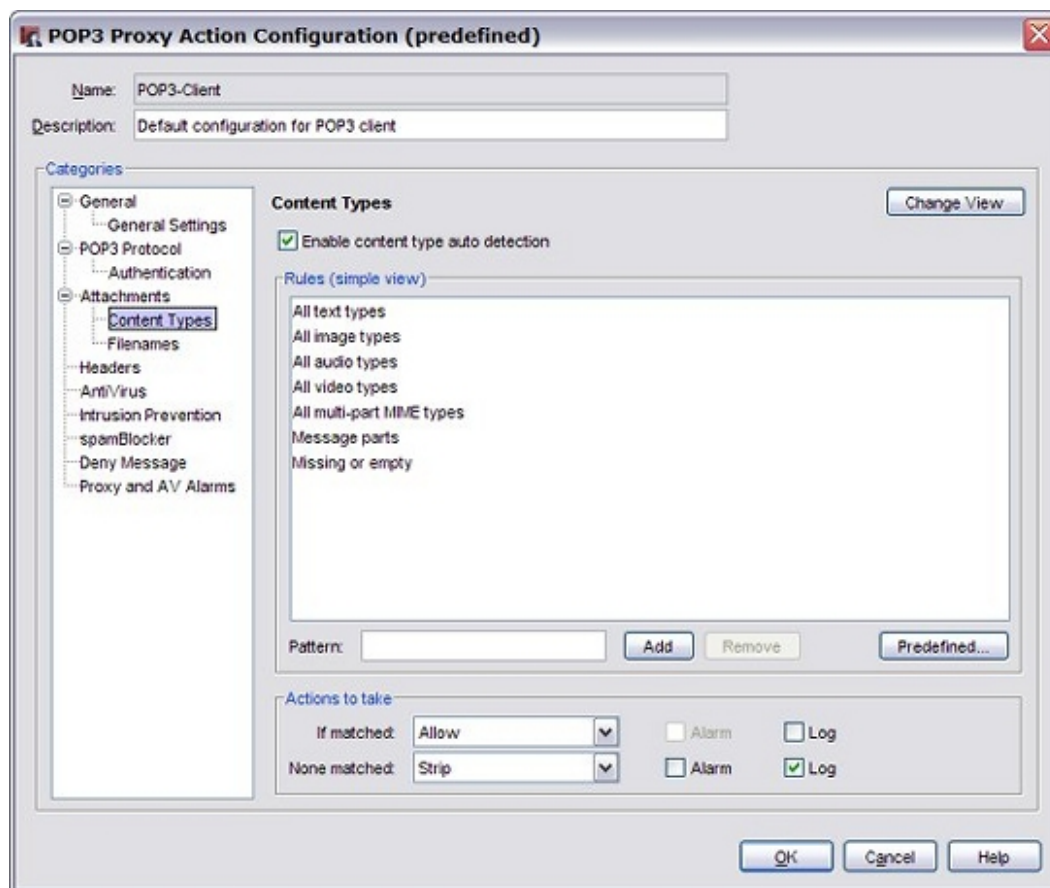 POP3 Proxy Action Configuration (predefined)
Name: POP3-Client
Description: Default configuration for POP3 client
Categories
General
General Settings
POP3 Protocol
Authentication
Attachments
Content Types
Filenames
Headers
AntiVirus
Intrusion Prevention
spamBlocker
Deny Message
Proxy and AV Alarms
Content Types
Change View
Enable content type auto detection
Rules (simple view)
All text types
All image types
All audio types
All video types
All multi-part MIME types
Message parts
Missing or empty
Pattern: Add Remove Predefined...
Actions to take
If matched: Allow Alarm Log
None matched: Strip Alarm Log
OK Cancel Help